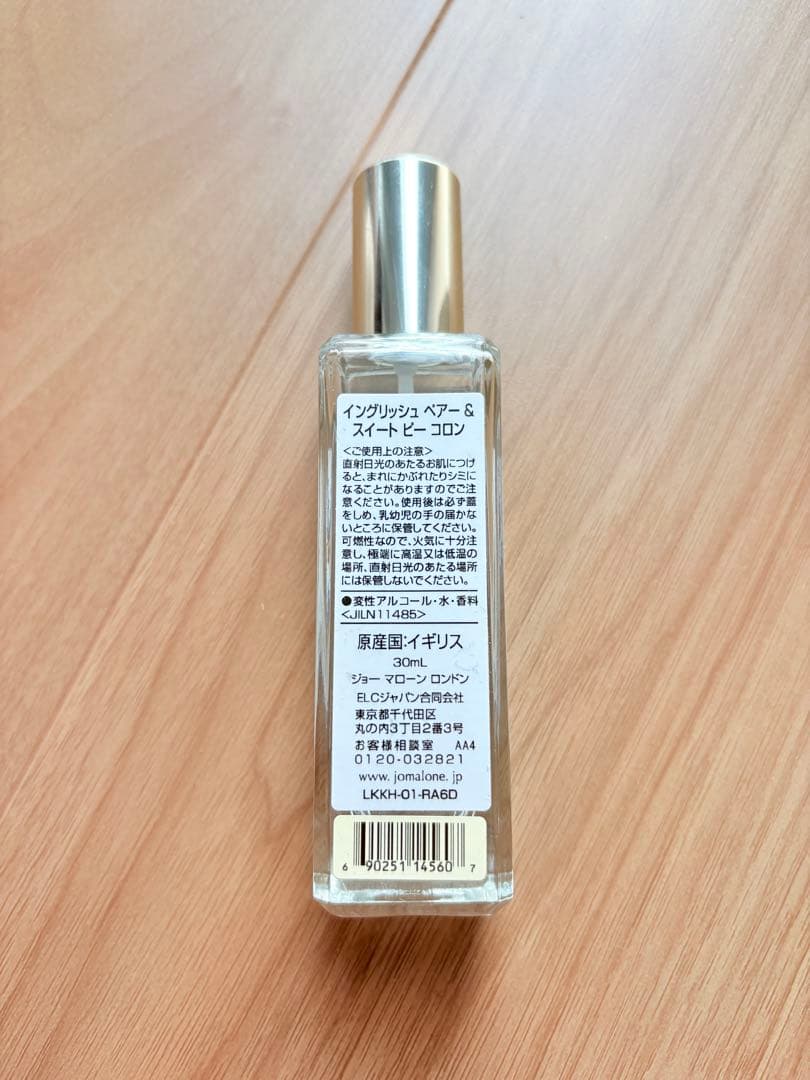 イングリッシュ ペアー &
スイート ピー コロン
<ご使用上の注意>
直射日光のあたるお肌につけ
ると、まれにかぶれたりシミに
なることがありますのでご注
意ください。使用後は必ず蓋
をしめ、乳幼児の手の届かな
いところに保管してください。
可燃性なので、火気に十分注
意し、極端に高温又は低温の
場所、直射日光のあたる場所
には保管しないでください。
●変性アルコール・水・香料
<JILN11485>
原産国:イギリス
30mL
ジョー マローン ロンドン
ELCジャパン合同会社
東京都千代田区
丸の内3丁目2番3号
お客様相談室 AA4
0120-032821
www.jomalone.jp
LKKH-01-RA6D
6 90251 14560 7